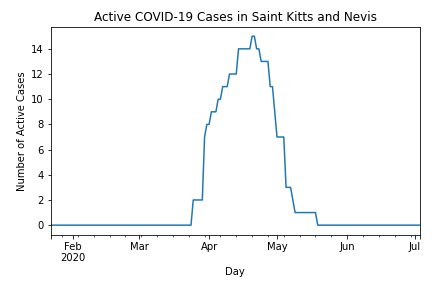 Active COVID-19 Cases in Saint Kitts and Nevis
Number of Active Cases
14
12
10
8
6
4
2
0
Feb Mar Apr May Jun Jul
2020
Day